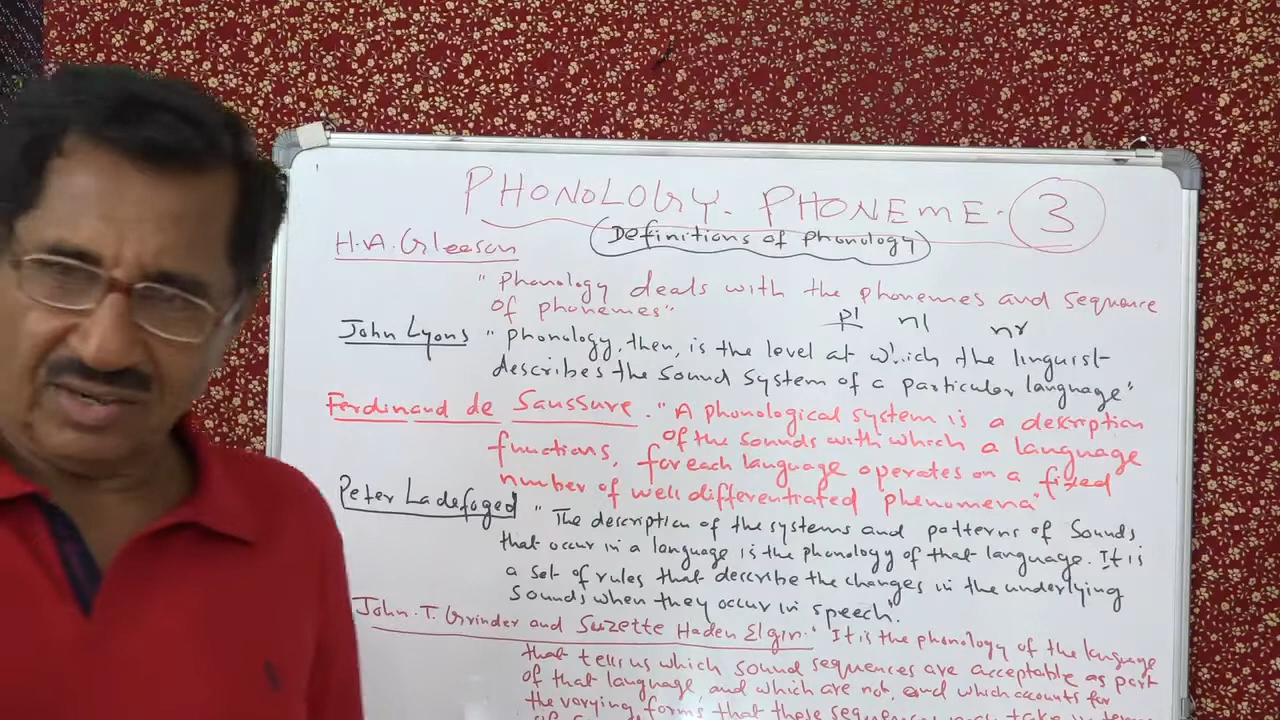 PHONOLOGY. PHONEME. 3
Definitions of Phonology
H.A. Gleason
"Phonology deals with the phonemes and sequence
of phonemes"
pl nl nr
John Lyons "phonology, then, is the level at which the linguist
describes the sound system of a particular language"
Ferdinaud de Saussure. "A phonological system is a description
of the sounds with which a language
functions, for each language operates on a fixed
number of well differentiated 'phenomena"
Peter Ladefoged "The description of the systems and patterns of sounds
that occur in a language is the phonology of that language. It is
a set of rules that describe the changes in the underlying
sounds when they occur in speech".
John. T. Grinder and Suzette Haden Elgin. "It is the phonology of the language
that tells us which sound sequences are acceptable as part
of that language, and which are not, and which accounts for
the varying forms that these